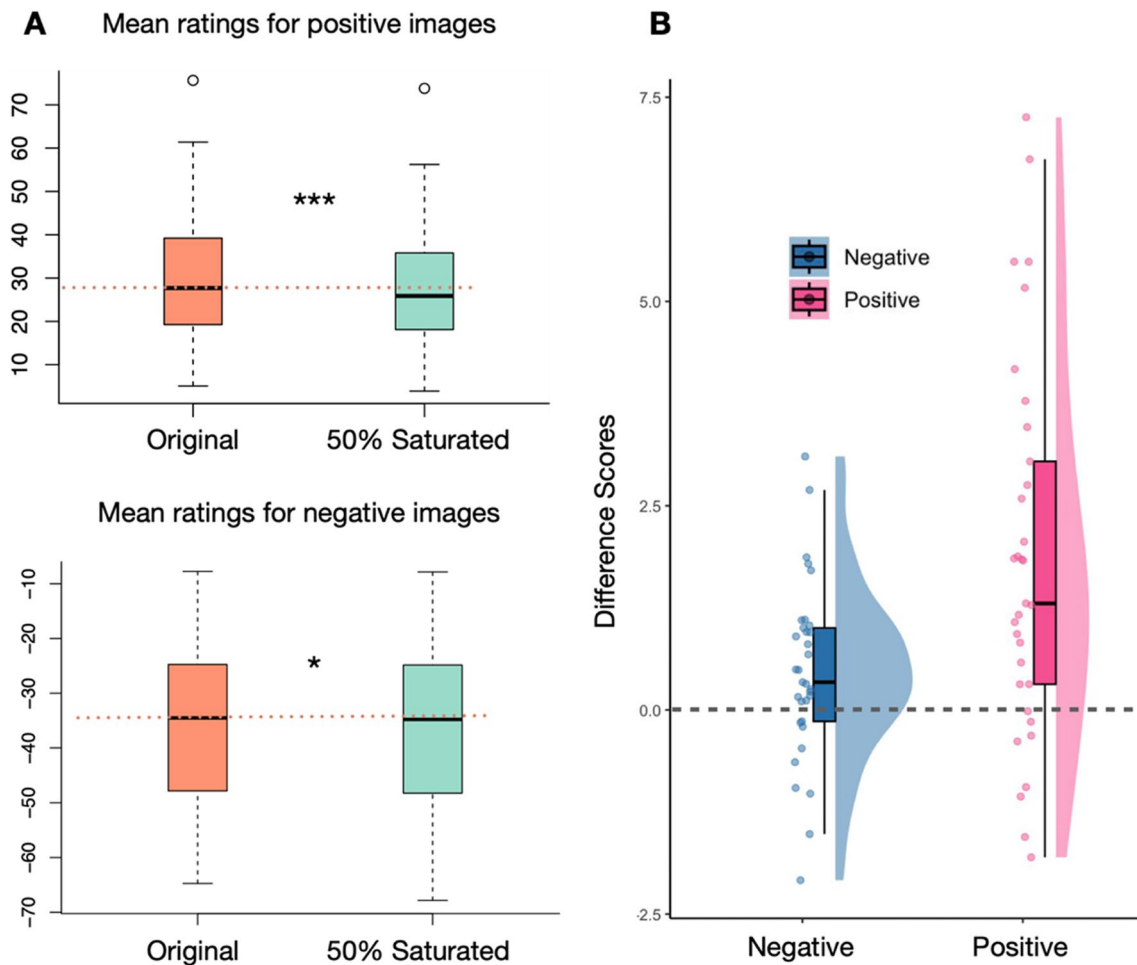 A
Mean ratings for positive images
70
60
50
40
30
20
10
***
Original
50% Saturated
Mean ratings for negative images
-10
-20
-30
-40
-50
-60
-70
*
Original
50% Saturated
B
Difference Scores
7.5
5.0
2.5
0.0
-2.5
Negative
Positive
Negative
Positive